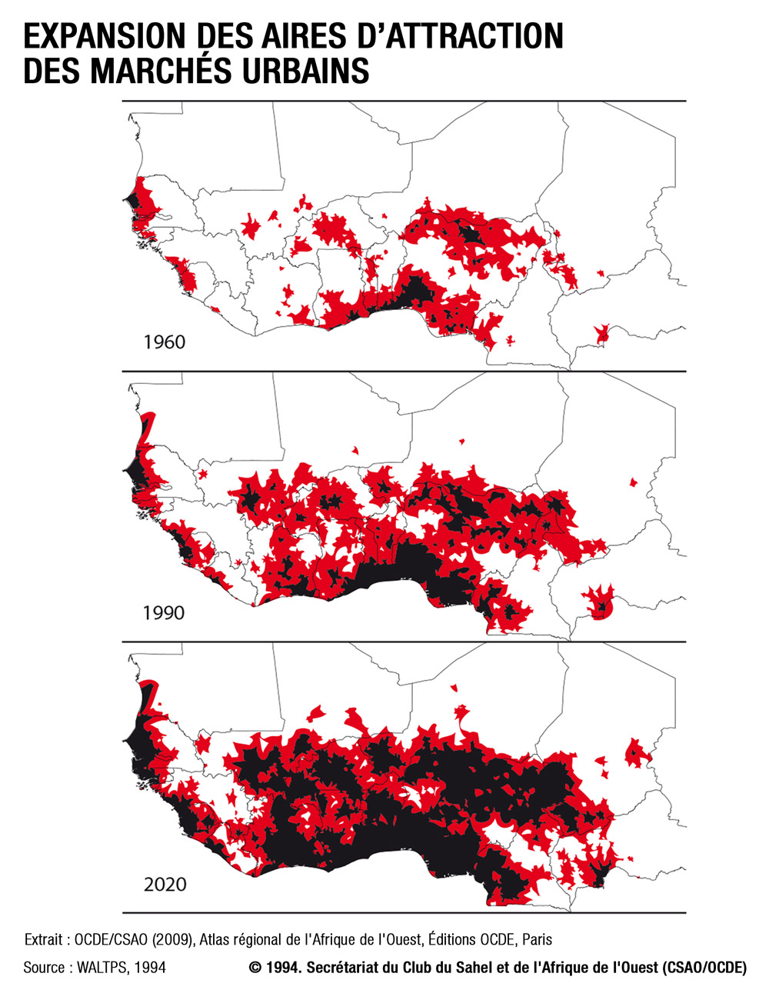 EXPANSION DES AIRES D’ATTRACTION
DES MARCHÉS URBAINS
1960
1990
2020
Extrait : OCDE/CSAO (2009), Atlas régional de l'Afrique de l'Ouest, Éditions OCDE, Paris
Source : WALTPS, 1994
© 1994. Secrétariat du Club du Sahel et de l'Afrique de l'Ouest (CSAO/OCDE)